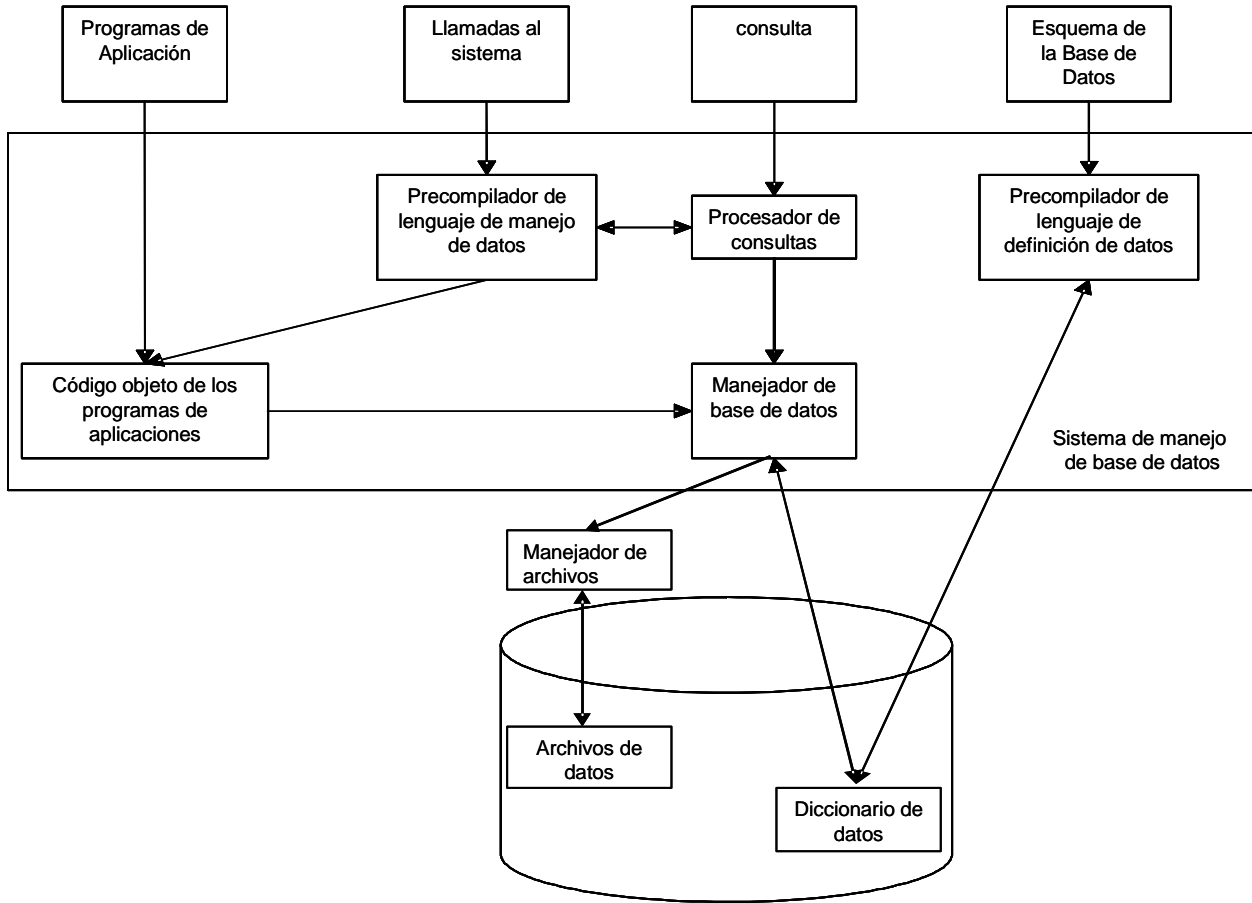 Programas de
Aplicación
Llamadas al
sistema
consulta
Esquema de
la Base de
Datos
Precompilador de
lenguaje de manejo
de datos
Procesador de
consultas
Precompilador de
lenguaje de
definición de datos
Código objeto de los
programas de
aplicaciones
Manejador de
base de datos
Sistema de manejo
de base de datos
Manejador de
archivos
Archivos de
datos
Diccionario de
datos